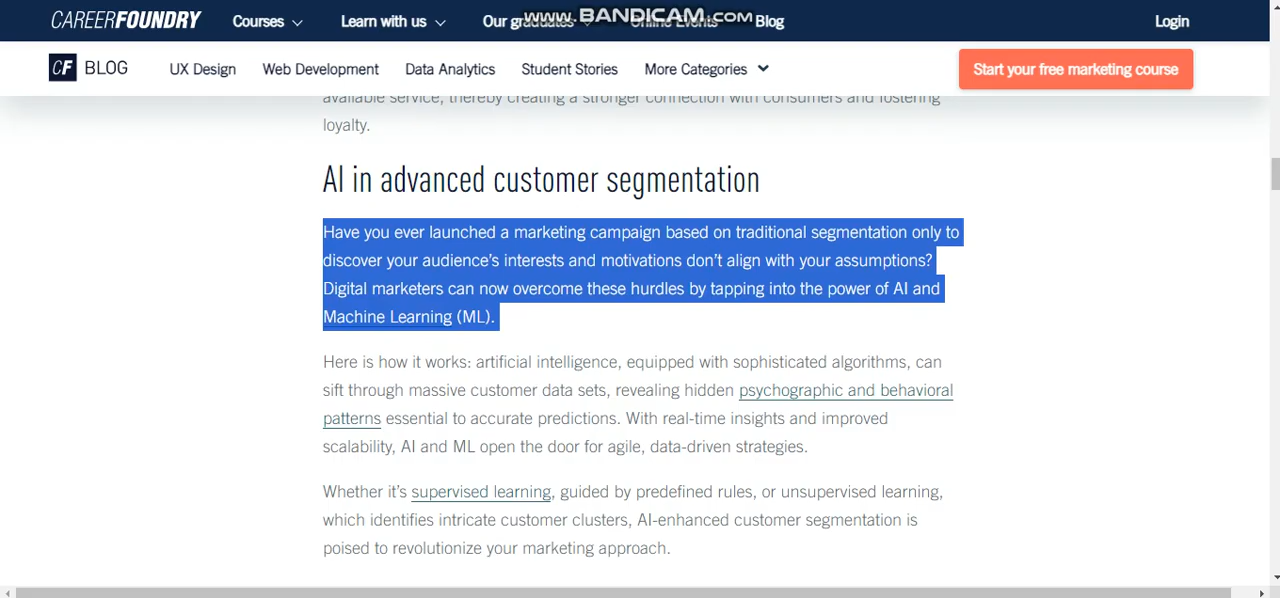 CAREERFOUNDRY Courses Learn with us Our graduates Online Events Blog Login
www.BANDICAM.COM
CF BLOG UX Design Web Development Data Analytics Student Stories More Categories Start your free marketing course
available service, thereby creating a stronger connection with consumers and fostering
loyalty.
AI in advanced customer segmentation
Have you ever launched a marketing campaign based on traditional segmentation only to
discover your audience's interests and motivations don't align with your assumptions?
Digital marketers can now overcome these hurdles by tapping into the power of AI and
Machine Learning (ML).
Here is how it works: artificial intelligence, equipped with sophisticated algorithms, can
sift through massive customer data sets, revealing hidden psychographic and behavioral
patterns essential to accurate predictions. With real-time insights and improved
scalability, AI and ML open the door for agile, data-driven strategies.
Whether it's supervised learning, guided by predefined rules, or unsupervised learning,
which identifies intricate customer clusters, AI-enhanced customer segmentation is
poised to revolutionize your marketing approach.